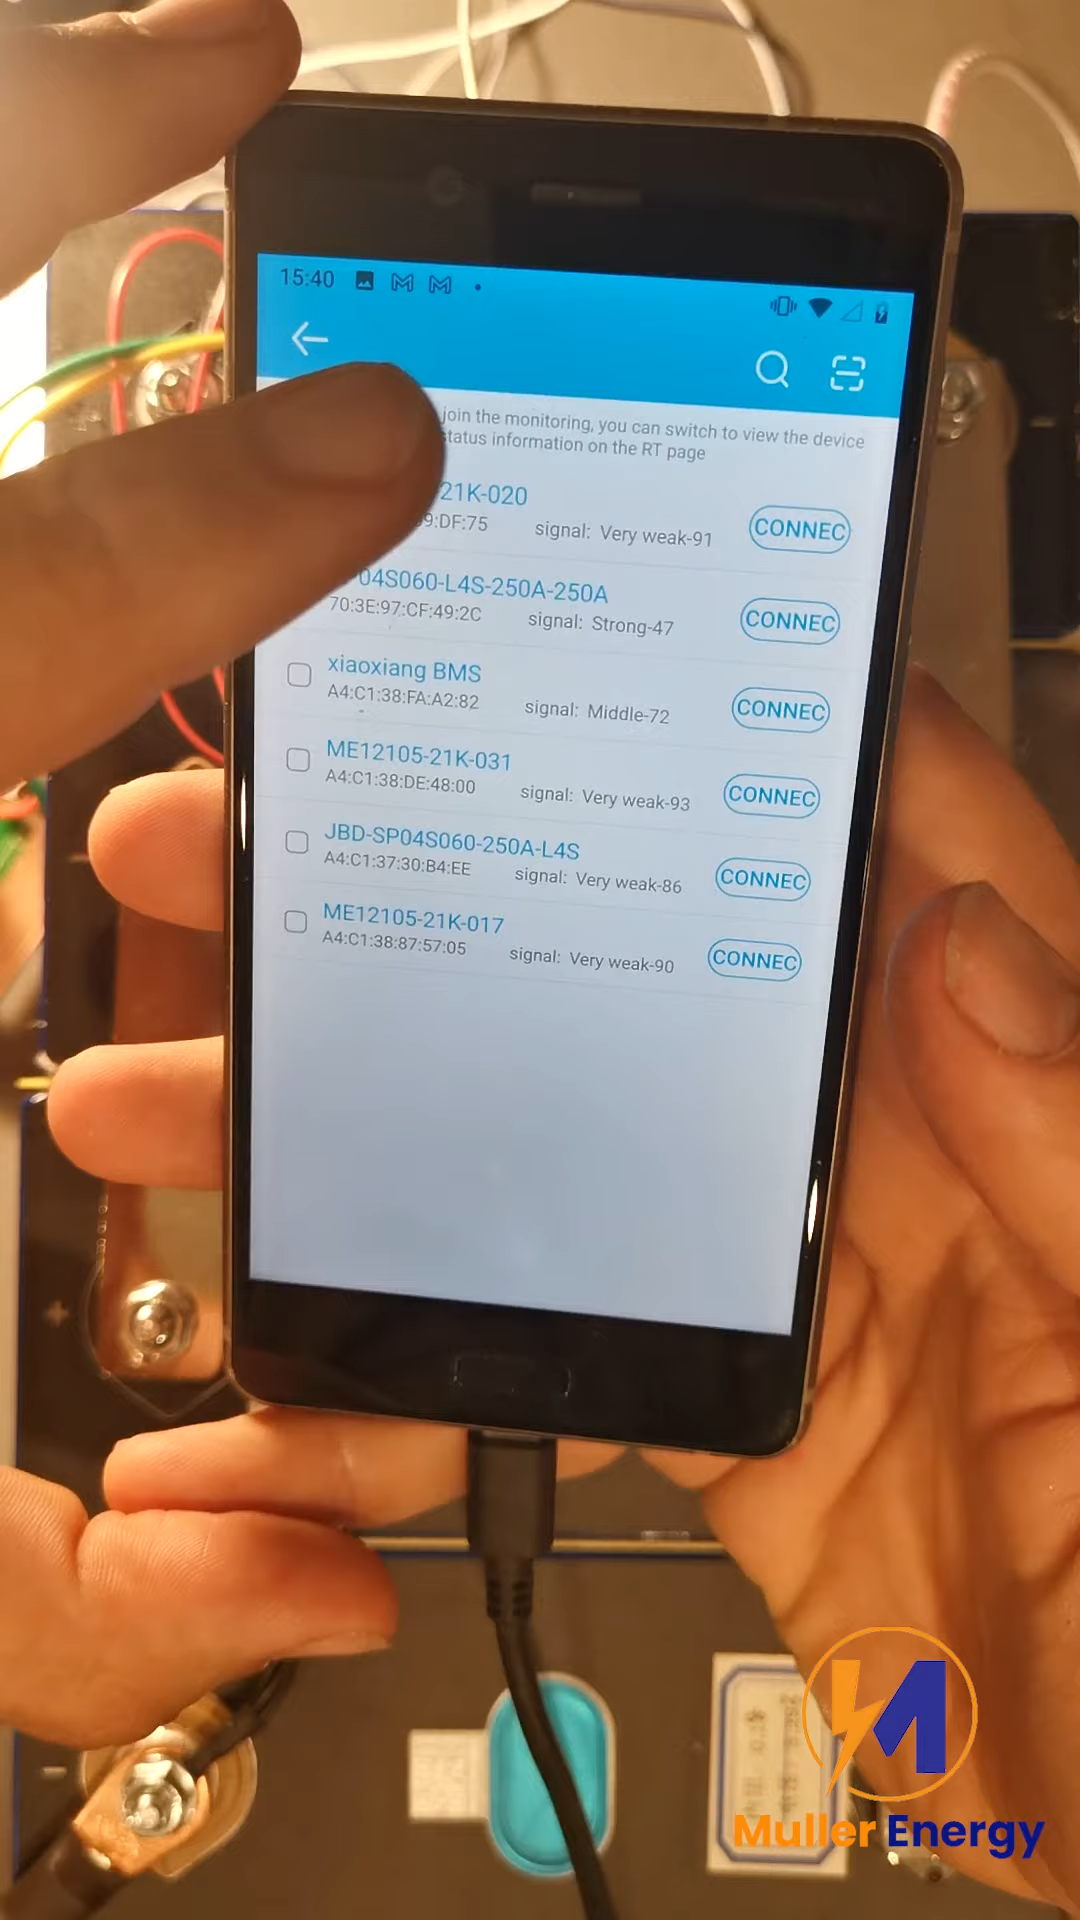 15:40
join the monitoring, you can switch to view the device
status information on the RT page
21K-020
9:DF:75 signal: Very weak-91 CONNEC
P04S060-L4S-250A-250A
70:3E:97:CF:49:2C signal: Strong-47 CONNEC
xiaoxiang BMS
A4:C1:38:FA:A2:82 signal: Middle-72 CONNEC
ME12105-21K-031
A4:C1:38:DE:48:00 signal: Very weak-93 CONNEC
JBD-SP04S060-250A-L4S
A4:C1:37:30:B4:EE signal: Very weak-86 CONNEC
ME12105-21K-017
A4:C1:38:87:57:05 signal: Very weak-90 CONNEC
Muller Energy